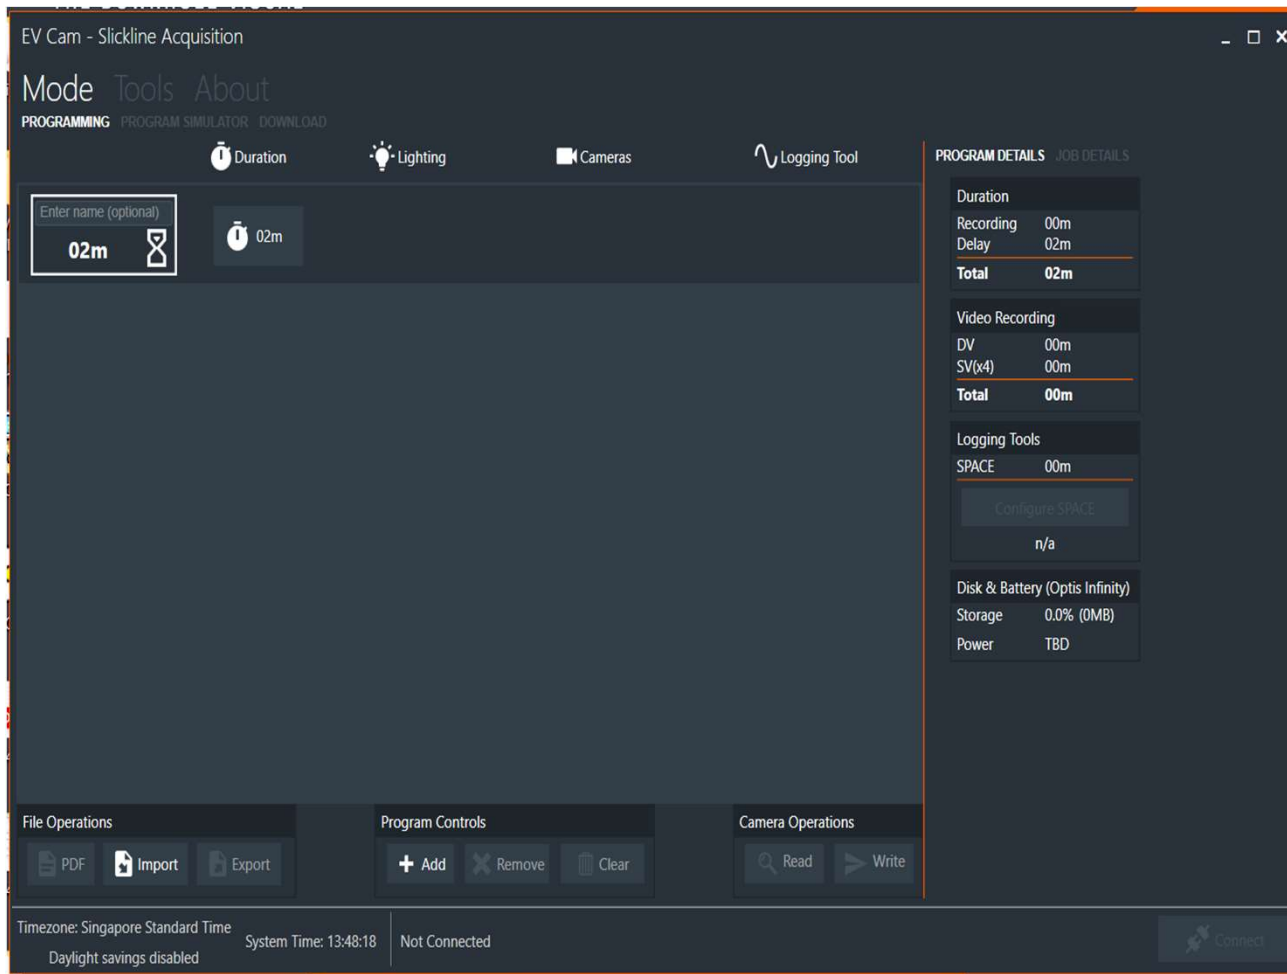 EV Cam - Slickline Acquisition
Mode Tools About
PROGRAMMING PROGRAM SIMULATOR DOWNLOAD
Duration Lighting Cameras Logging Tool
Enter name (optional)
02m
02m
PROGRAM DETAILS JOB DETAILS
Duration
Recording 00m
Delay 02m
Total 02m
Video Recording
DV 00m
SV(x4) 00m
Total 00m
Logging Tools
SPACE 00m
Configure SPACE
n/a
Disk & Battery (Optis Infinity)
Storage 0.0% (0MB)
Power TBD
File Operations
PDF Import Export
Program Controls
Add Remove Clear
Camera Operations
Read Write
Timezone: Singapore Standard Time
Daylight savings disabled
System Time: 13:48:18
Not Connected
Connect